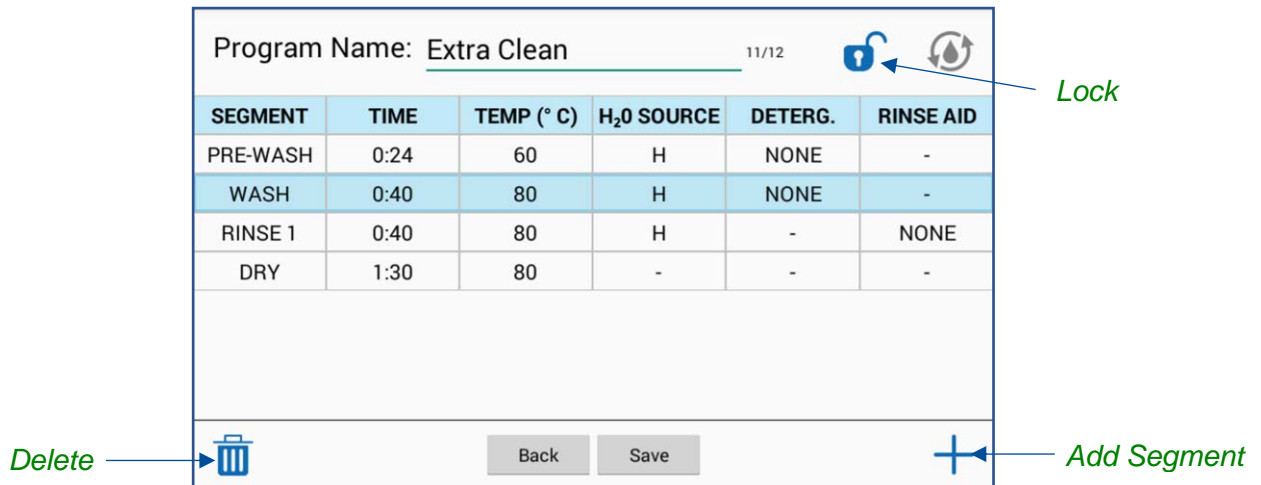 Program Name: Extra Clean 11/12
Lock
SEGMENT TIME TEMP (° C) H₂0 SOURCE DETERG. RINSE AID
PRE-WASH 0:24 60 H NONE -
WASH 0:40 80 H NONE -
RINSE 1 0:40 80 H - NONE
DRY 1:30 80 - - -
Delete Back Save Add Segment